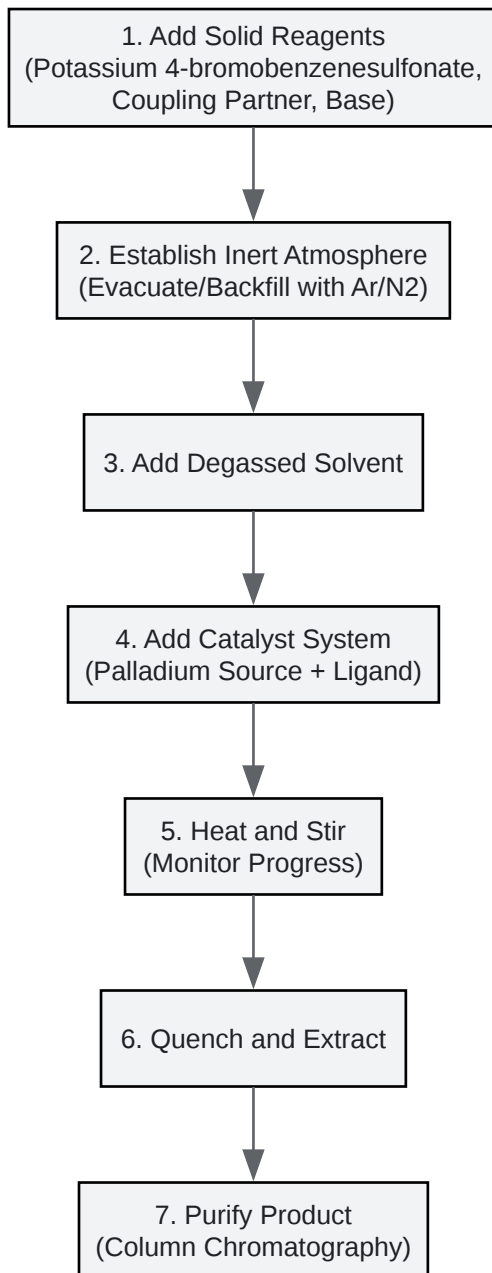 1. Add Solid Reagents
(Potassium 4-bromobenzenesulfonate,
Coupling Partner, Base)
2. Establish Inert Atmosphere
(Evacuate/Backfill with Ar/N2)
3. Add Degassed Solvent
4. Add Catalyst System
(Palladium Source + Ligand)
5. Heat and Stir
(Monitor Progress)
6. Quench and Extract
7. Purify Product
(Column Chromatography)